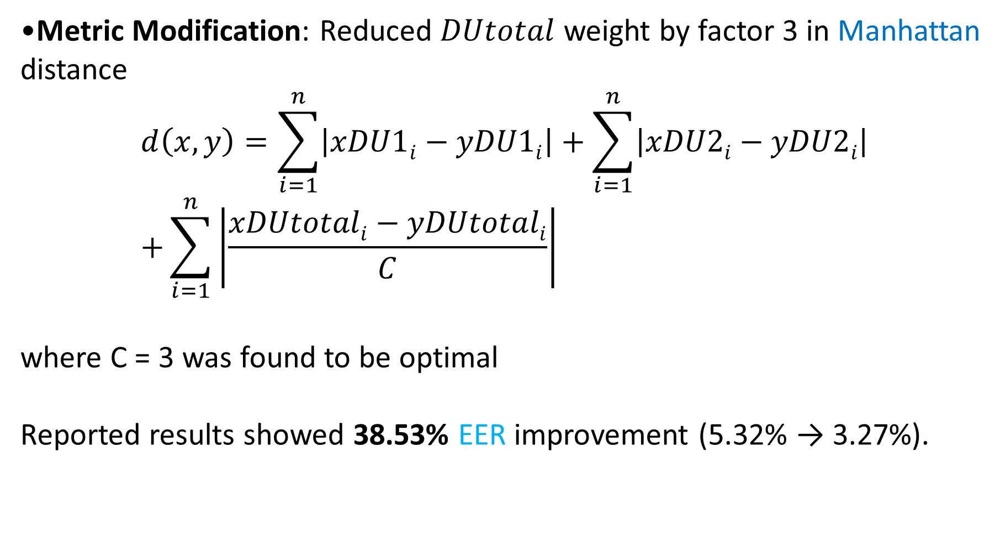 •Metric Modification: Reduced DUtotal weight by factor 3 in Manhattan
distance
d(x, y) = \sum_{i=1}^{n} |xDU1_i − yDU1_i| + \sum_{i=1}^{n} |xDU2_i − yDU2_i|
+ \sum_{i=1}^{n} \left| \frac{xDUtotal_i − yDUtotal_i}{C} \right|
where C = 3 was found to be optimal
Reported results showed 38.53% EER improvement (5.32% → 3.27%).